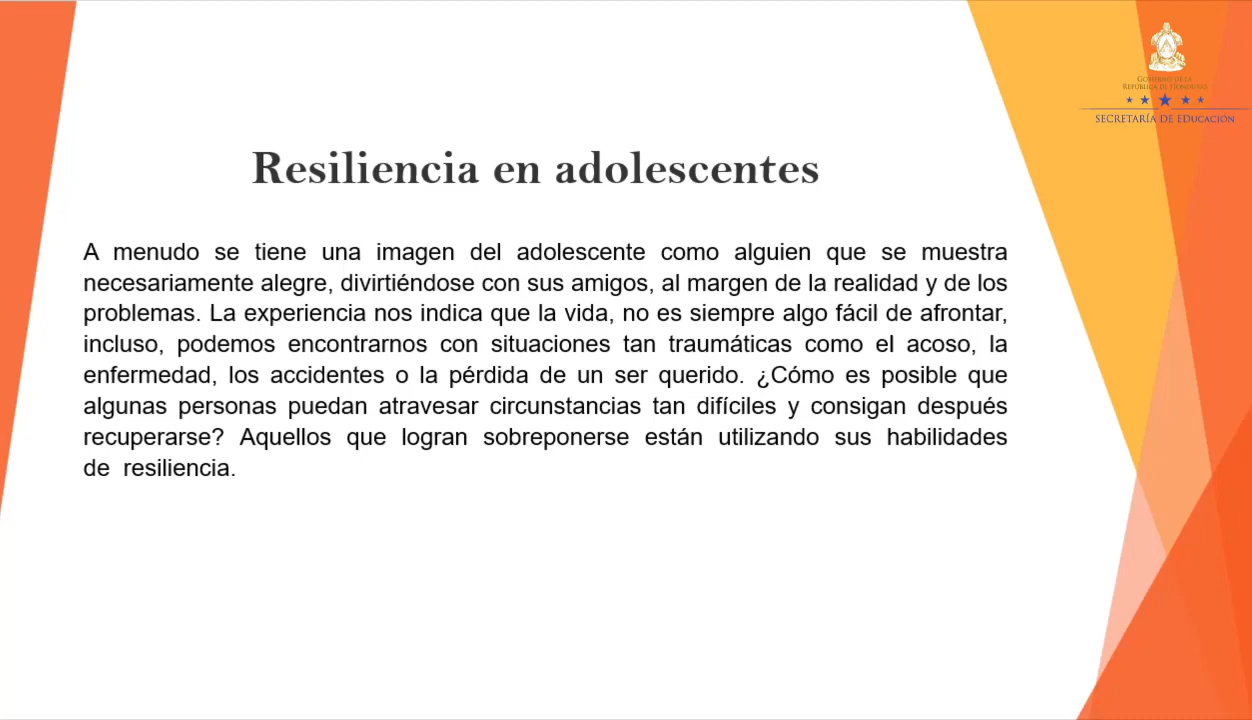 GOBIERNO DE LA
REPÚBLICA DE HONDURAS
SECRETARÍA DE EDUCACIÓN
Resiliencia en adolescentes
A menudo se tiene una imagen del adolescente como alguien que se muestra
necesariamente alegre, divirtiéndose con sus amigos, al margen de la realidad y de los
problemas. La experiencia nos indica que la vida, no es siempre algo fácil de afrontar,
incluso, podemos encontrarnos con situaciones tan traumáticas como el acoso, la
enfermedad, los accidentes o la pérdida de un ser querido. ¿Cómo es posible que
algunas personas puedan atravesar circunstancias tan difíciles y consigan después
recuperarse? Aquellos que logran sobreponerse están utilizando sus habilidades
de resiliencia.